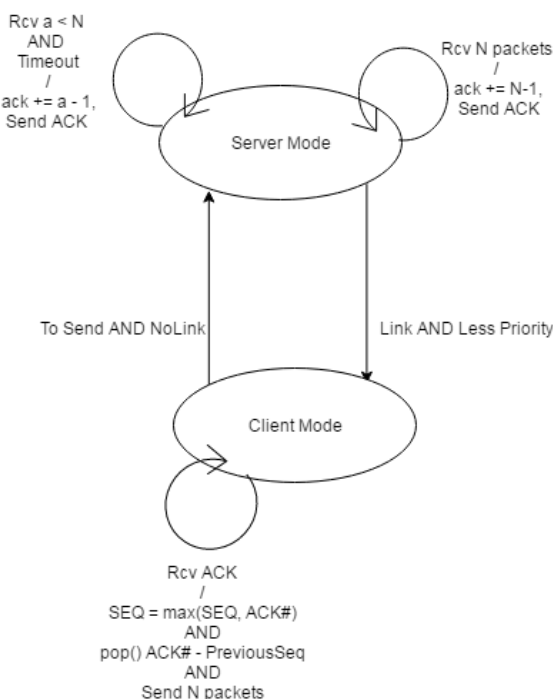 Rcv a < N
AND
Timeout
/
ack += a - 1,
Send ACK
Rcv N packets
/
ack += N-1,
Send ACK
Server Mode
To Send AND NoLink
Link AND Less Priority
Client Mode
Rcv ACK
/
SEQ = max(SEQ, ACK#)
AND
pop() ACK# - PreviousSeq
AND
Send N packets